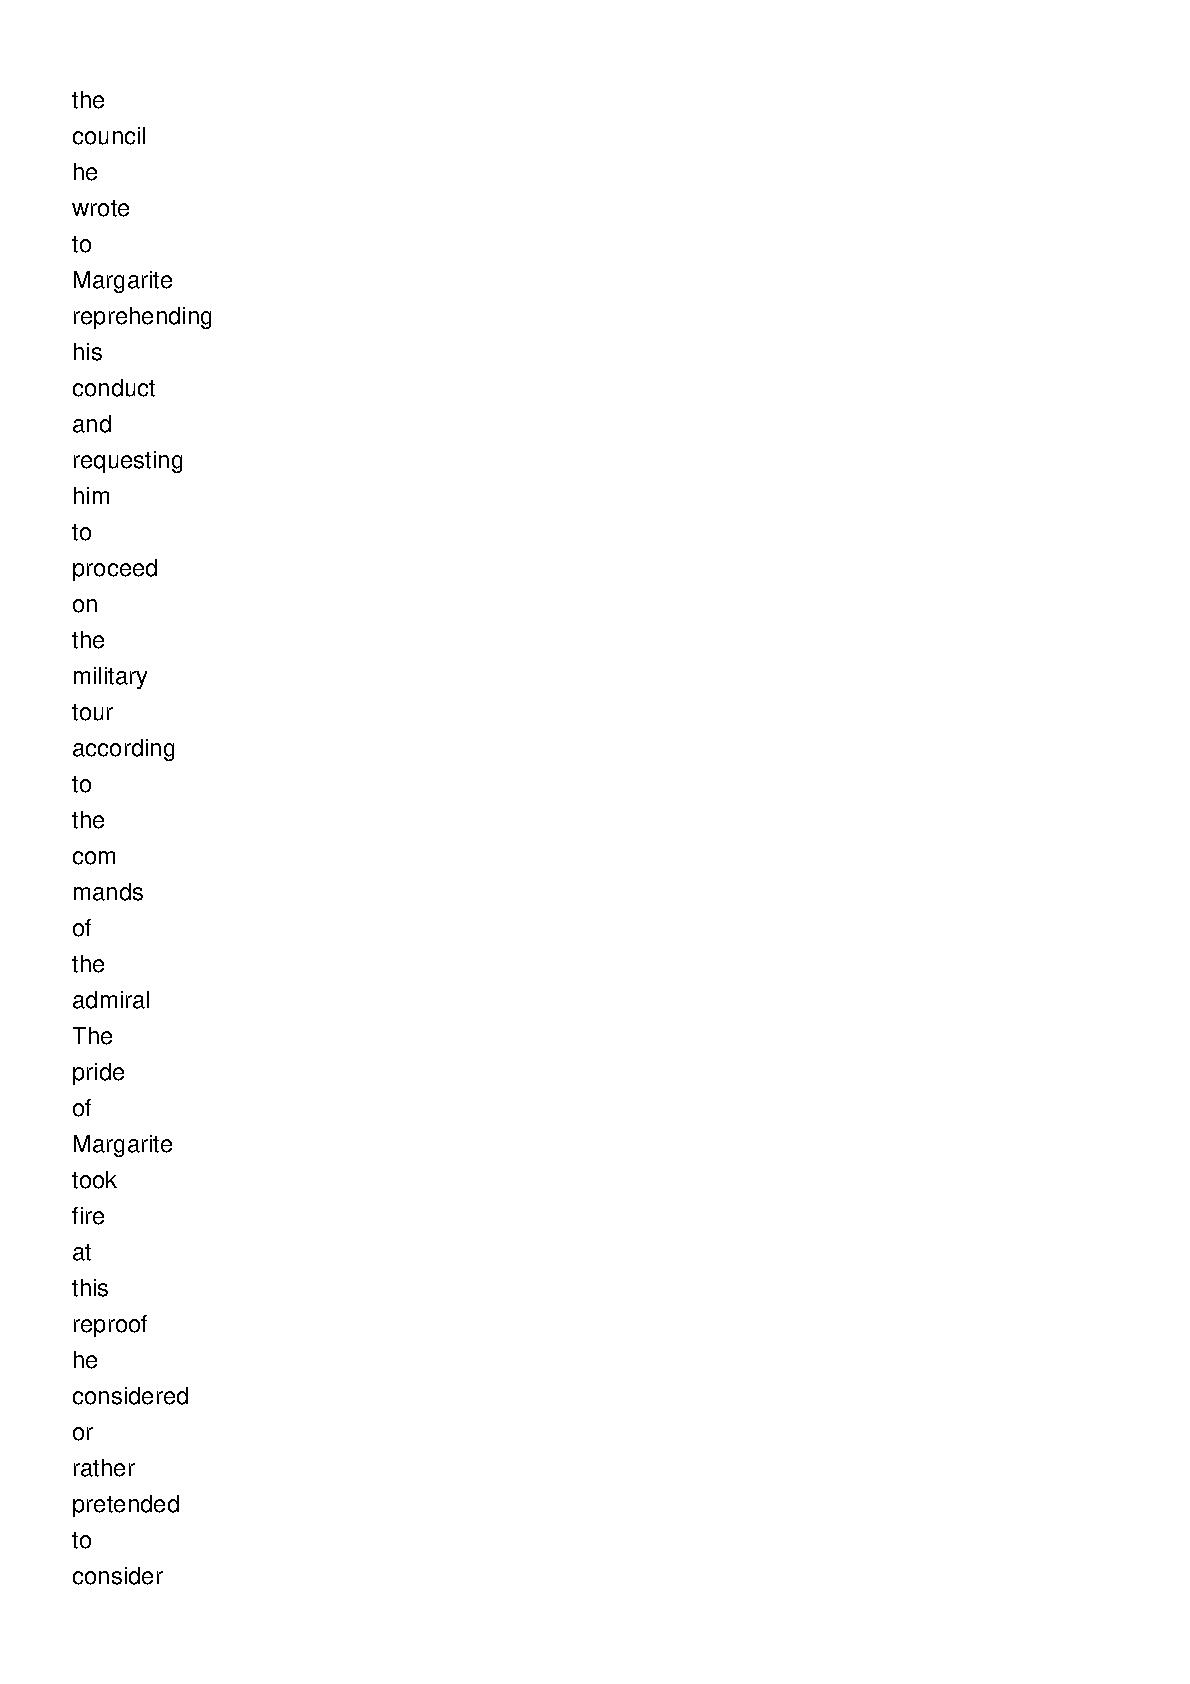 the
council
he
wrote
to
Margarite
reprehending
his
conduct
and
requesting
him
to
proceed
on
the
military
tour
according
to
the
com
mands
of
the
admiral
The
pride
of
Margarite
took
fire
at
this
reproof
he
considered
or
rather
pretended
to
consider